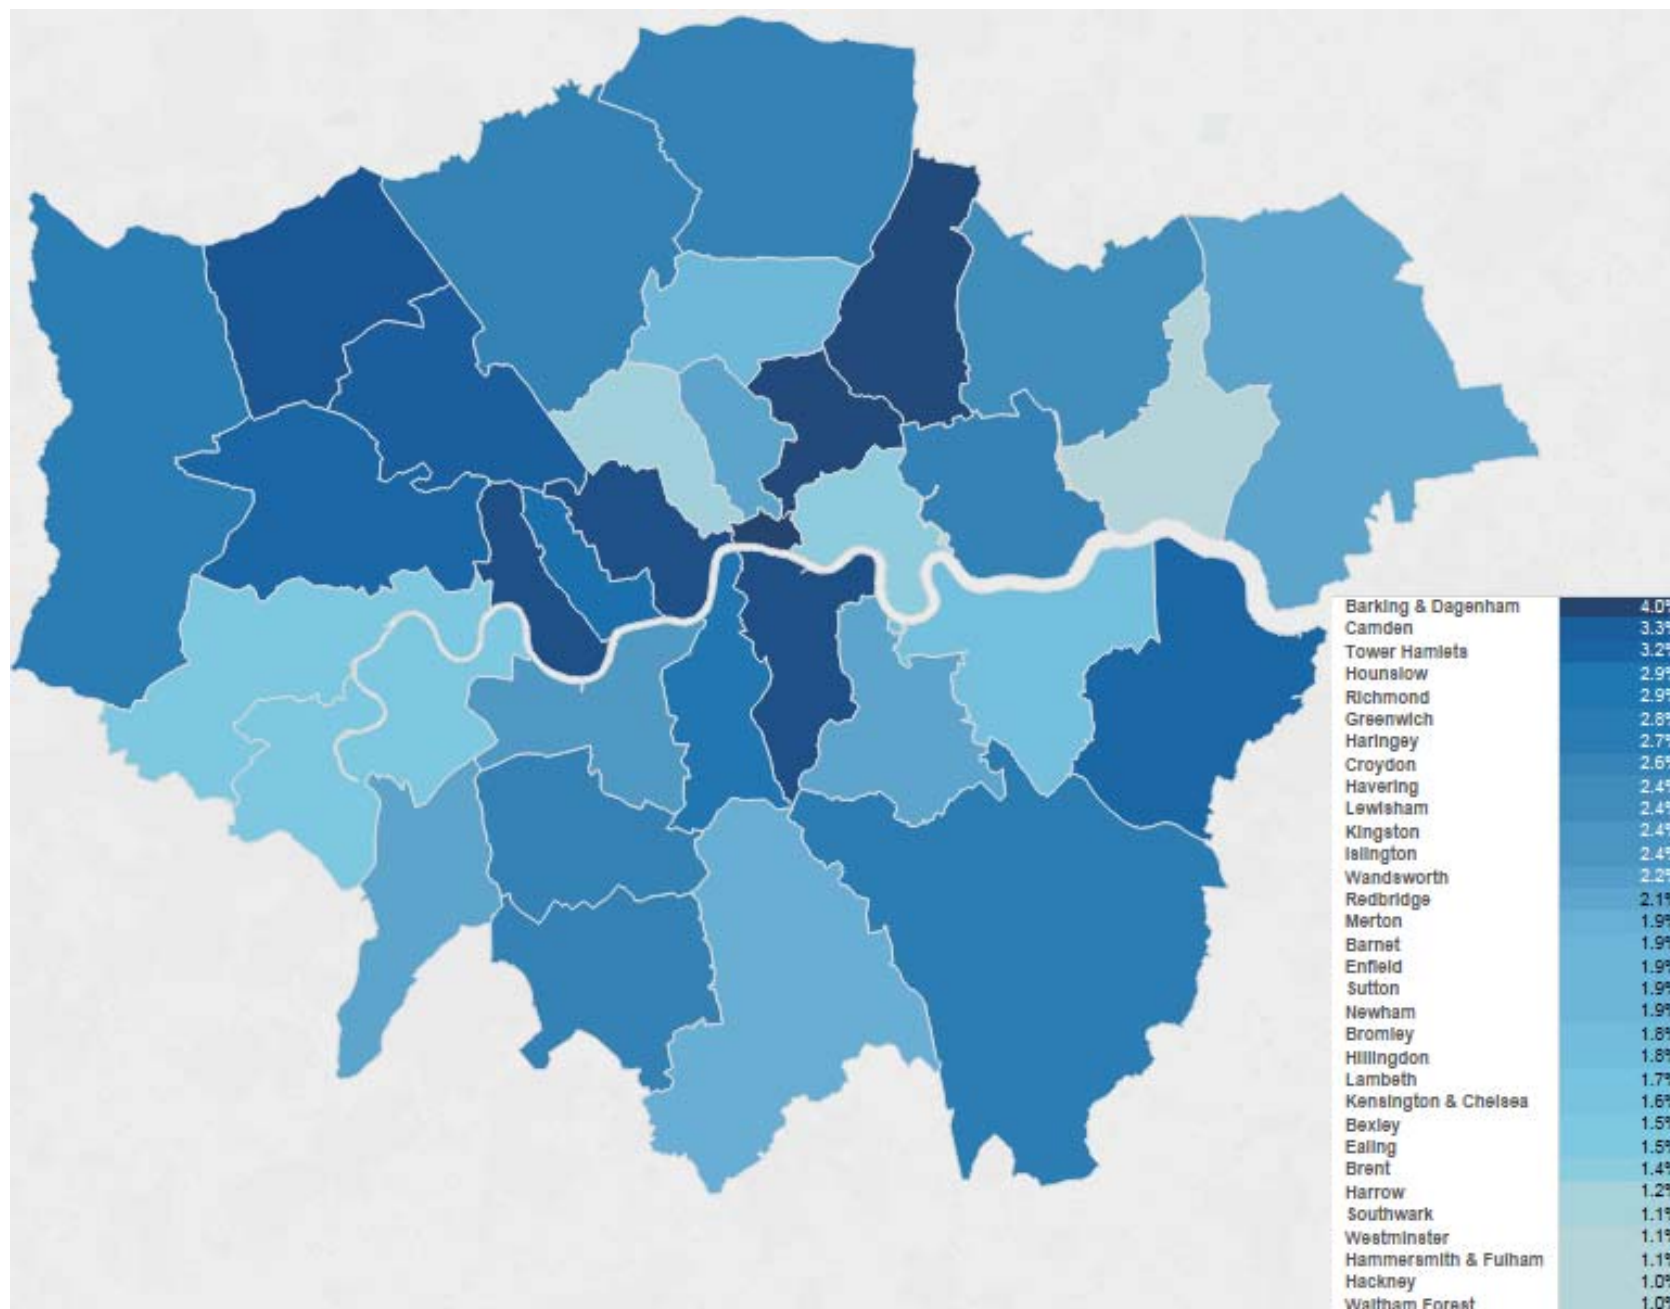 Barking & Dagenham 4.0%
Camden 3.3%
Tower Hamlets 3.2%
Hounslow 2.9%
Richmond 2.9%
Greenwich 2.8%
Haringey 2.7%
Croydon 2.6%
Havering 2.4%
Lewisham 2.4%
Kingston 2.4%
Islington 2.4%
Wandsworth 2.2%
Redbridge 2.1%
Merton 1.9%
Barnet 1.9%
Enfield 1.9%
Sutton 1.9%
Newham 1.9%
Bromley 1.8%
Hillingdon 1.8%
Lambeth 1.7%
Kensington & Chelsea 1.6%
Bexley 1.5%
Ealing 1.5%
Brent 1.4%
Harrow 1.2%
Southwark 1.1%
Westminster 1.1%
Hammersmith & Fulham 1.1%
Hackney 1.0%
Waltham Forest 1.0%